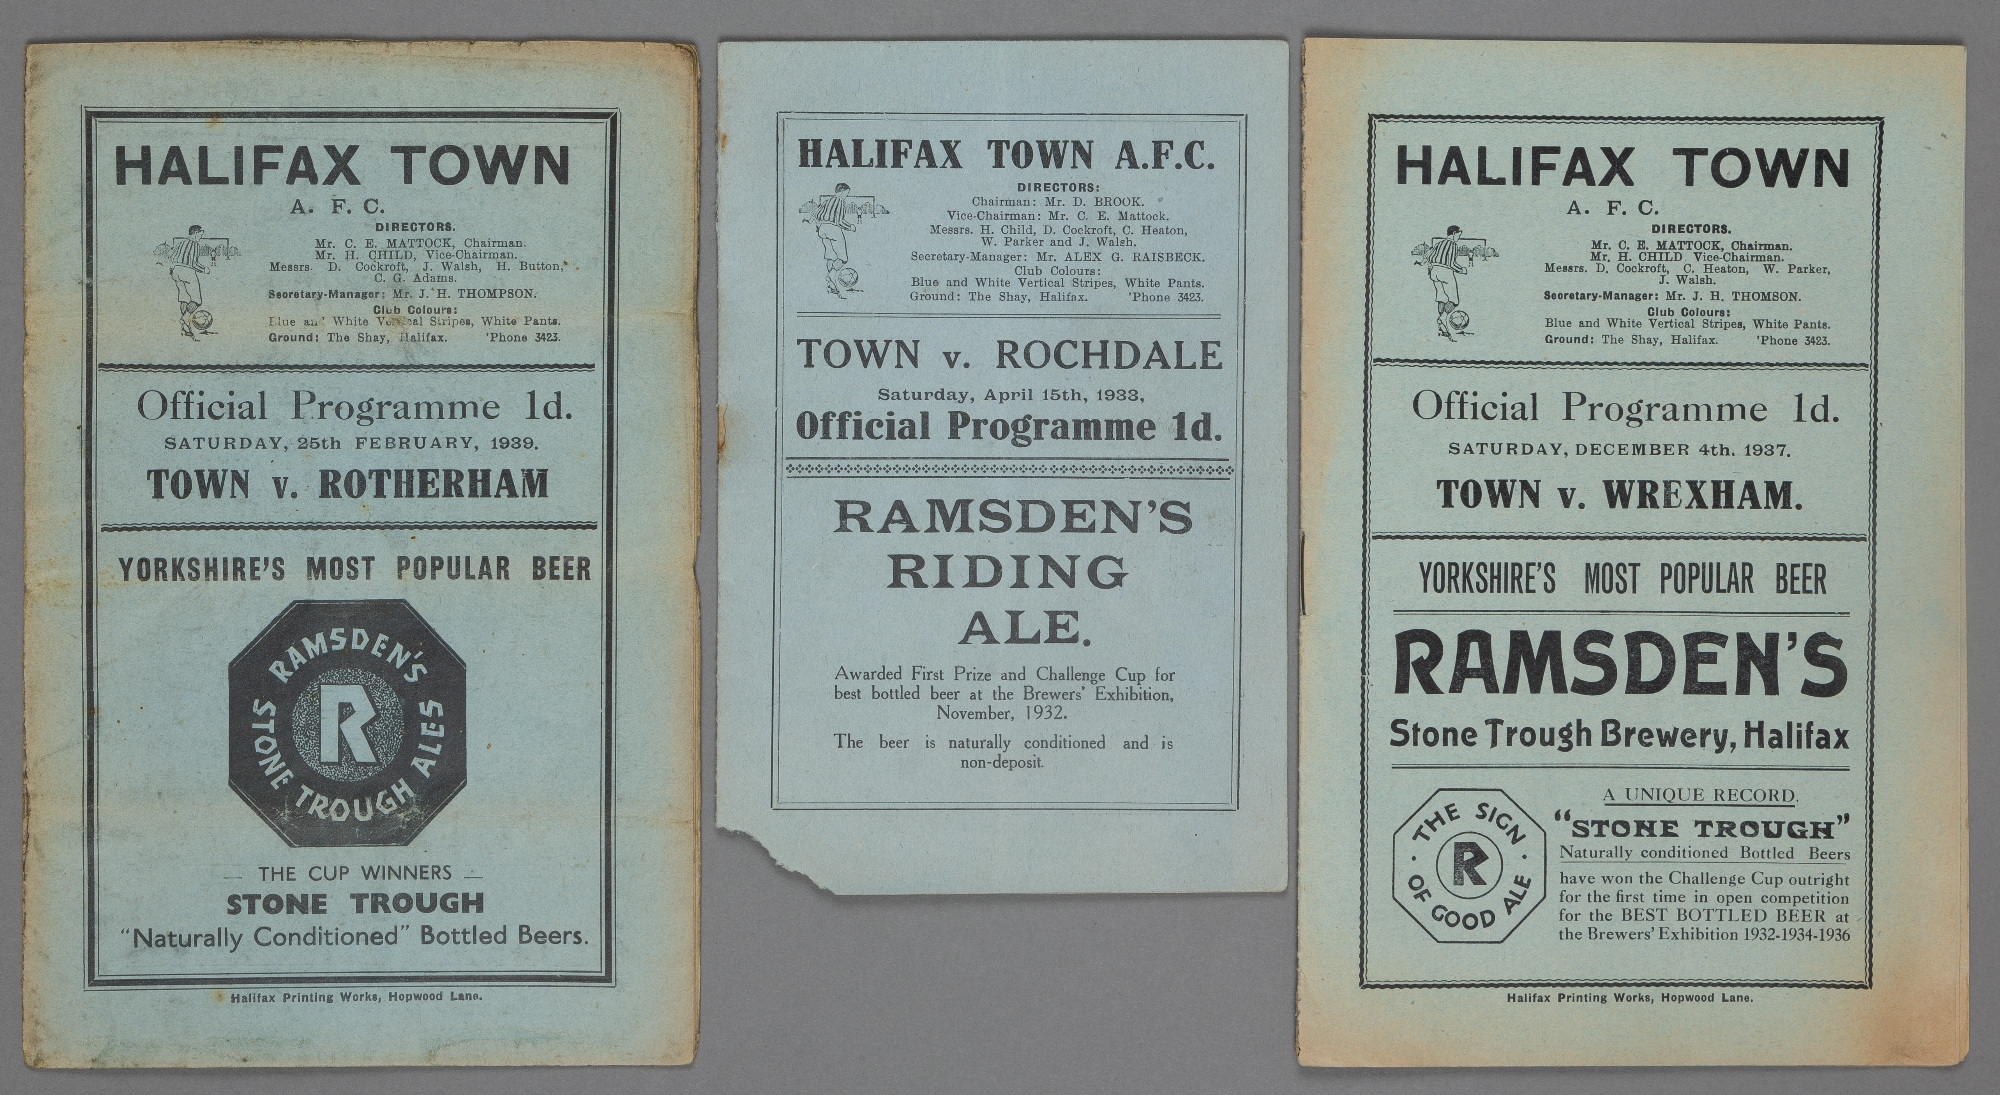 HALIFAX TOWN
A. F. C.
DIRECTORS.
Mr. C. E. MATTOCK, Chairman.
Mr. H. CHILD, Vice-Chairman.
Messrs. D. Cockroft, J. Walsh, H. Button,
C. G. Adams.
Secretary-Manager: Mr. J. H. THOMPSON.
Club Colours:
Blue and White Vertical Stripes, White Pants.
Ground: The Shay, Halifax. 'Phone 3423.
Official Programme 1d.
SATURDAY, 25th FEBRUARY, 1939.
TOWN v. ROTHERHAM
YORKSHIRE'S MOST POPULAR BEER
RAMSDEN'S
R
STONE TROUGH ALES
THE CUP WINNERS
STONE TROUGH
"Naturally Conditioned" Bottled Beers.
Halifax Printing Works, Hopwood Lane.
HALIFAX TOWN A.F.C.
DIRECTORS:
Chairman: Mr. D. BROOK.
Vice-Chairman: Mr. C. E. Mattock.
Messrs. H. Child, D. Cockroft, C. Heaton,
W. Parker and J. Walsh.
Secretary-Manager: Mr. ALEX G. RAISBECK.
Club Colours:
Blue and White Vertical Stripes, White Pants.
Ground: The Shay, Halifax. 'Phone 3423.
TOWN v. ROCHDALE
Saturday, April 15th, 1933,
Official Programme 1d.
RAMSDEN'S
RIDING
ALE.
Awarded First Prize and Challenge Cup for
best bottled beer at the Brewers' Exhibition,
November, 1932.
The beer is naturally conditioned and is
non-deposit.
HALIFAX TOWN
A. F. C.
DIRECTORS.
Mr. C. E. MATTOCK, Chairman.
Mr. H. CHILD Vice-Chairman.
Messrs. D. Cockroft, C. Heaton, W. Parker,
J. Walsh.
Secretary-Manager: Mr. J. H. THOMSON.
Club Colours:
Blue and White Vertical Stripes, White Pants.
Ground: The Shay, Halifax. 'Phone 3423.
Official Programme 1d.
SATURDAY, DECEMBER 4th. 1937.
TOWN v. WREXHAM.
YORKSHIRE'S MOST POPULAR BEER
RAMSDEN'S
Stone Trough Brewery, Halifax
THE SIGN
R
OF GOOD ALE
A UNIQUE RECORD.
"STONE TROUGH"
Naturally conditioned Bottled Beers
have won the Challenge Cup outright
for the first time in open competition
for the BEST BOTTLED BEER at
the Brewers' Exhibition 1932-1934-1936
Halifax Printing Works, Hopwood Lane.